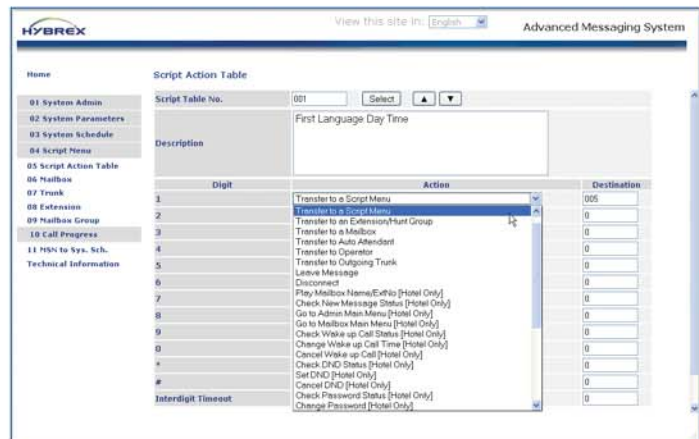 HYBREX
View this site in: English
Advanced Messaging System
Home
01 System Admin
02 System Parameters
03 System Schedule
04 Script Menu
05 Script Action Table
06 Mailbox
07 Trunk
08 Extension
09 Mailbox Group
10 Call Progress
11 MSN to Sys. Sch.
Technical Information
Script Action Table
Script Table No. 001 Select
Description First Language Day Time
Digit Action Destination
1 Transfer to a Script Menu 005
2 0
3 0
4 0
5 0
6 0
7 0
8 0
9 0
0 0
* 0
# 0
Interdigit Timeout 0
Transfer to a Script Menu
Transfer to an Extension/Hunt Group
Transfer to a Mailbox
Transfer to Auto Attendant
Transfer to Operator
Transfer to Outgoing Trunk
Leave Message
Disconnect
Play Mailbox Name/ExtNo [Hotel Only]
Check New Message Status [Hotel Only]
Go to Admin Main Menu [Hotel Only]
Go to Mailbox Main Menu [Hotel Only]
Check Wake up Call Status [Hotel Only]
Change Wake up Call Time [Hotel Only]
Cancel Wake up Call [Hotel Only]
Check DND Status [Hotel Only]
Set DND [Hotel Only]
Cancel DND [Hotel Only]
Check Password Status [Hotel Only]
Change Password [Hotel Only]